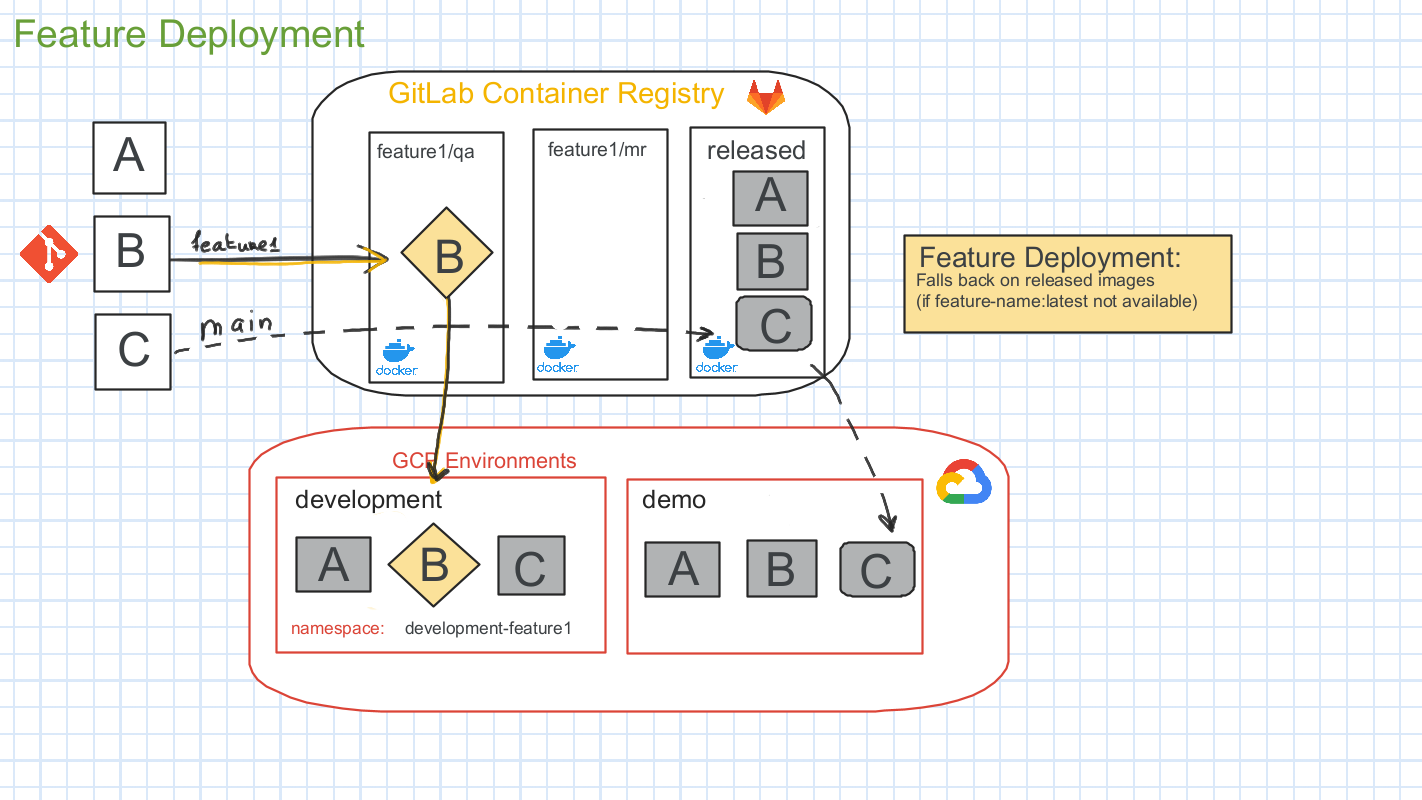 Feature Deployment
GitLab Container Registry
A
B
C
feature1
main
feature1/qa
B
docker
feature1/mr
docker
released
A
B
C
docker
Feature Deployment:
Falls back on released images
(if feature-name:latest not available)
GCP Environments
development
A
B
C
namespace: development-feature1
demo
A
B
C